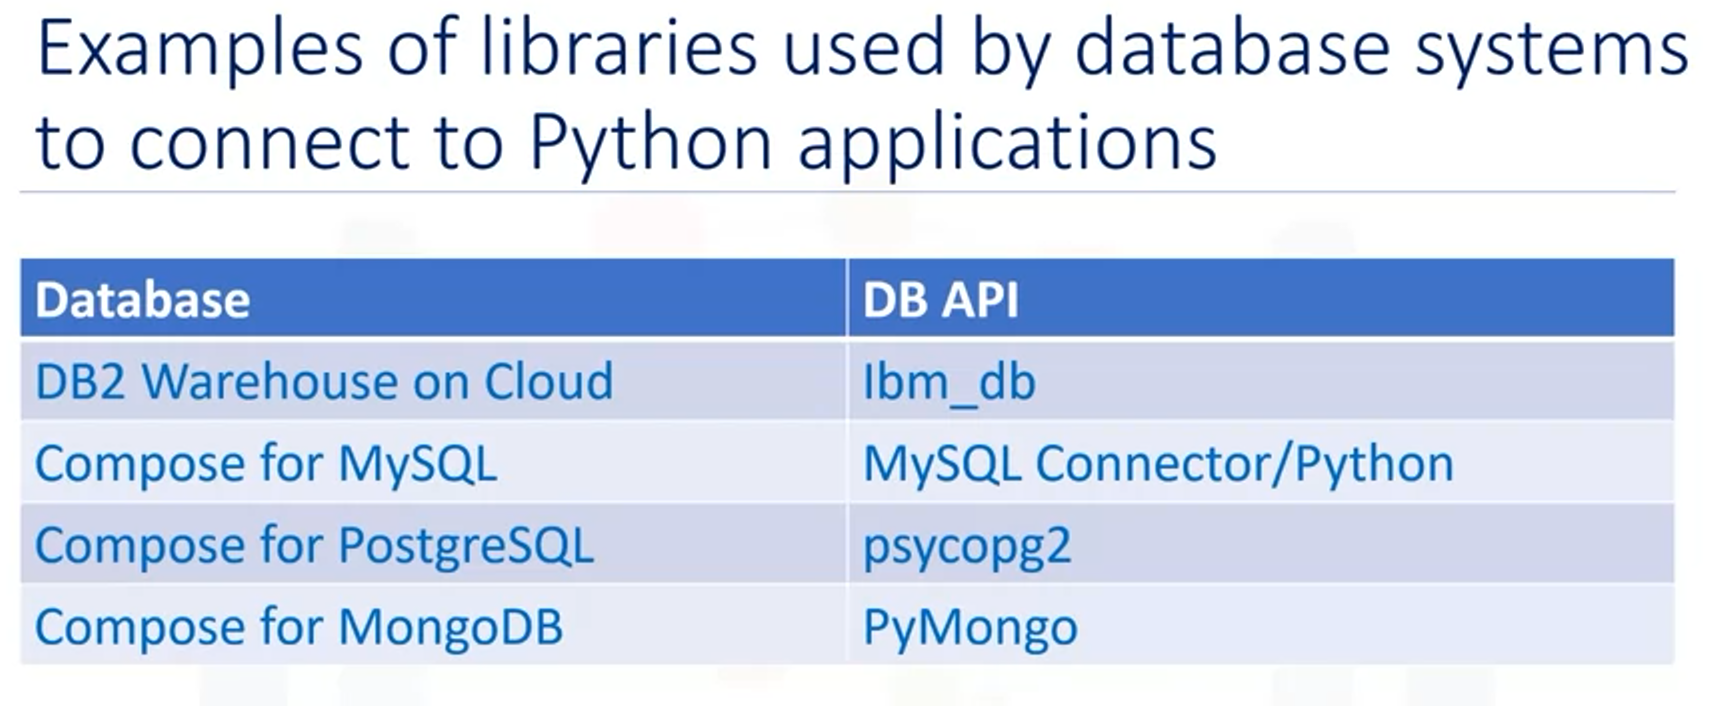 Examples of libraries used by database systems
to connect to Python applications
Database DB API
DB2 Warehouse on Cloud Ibm_db
Compose for MySQL MySQL Connector/Python
Compose for PostgreSQL psycopg2
Compose for MongoDB PyMongo